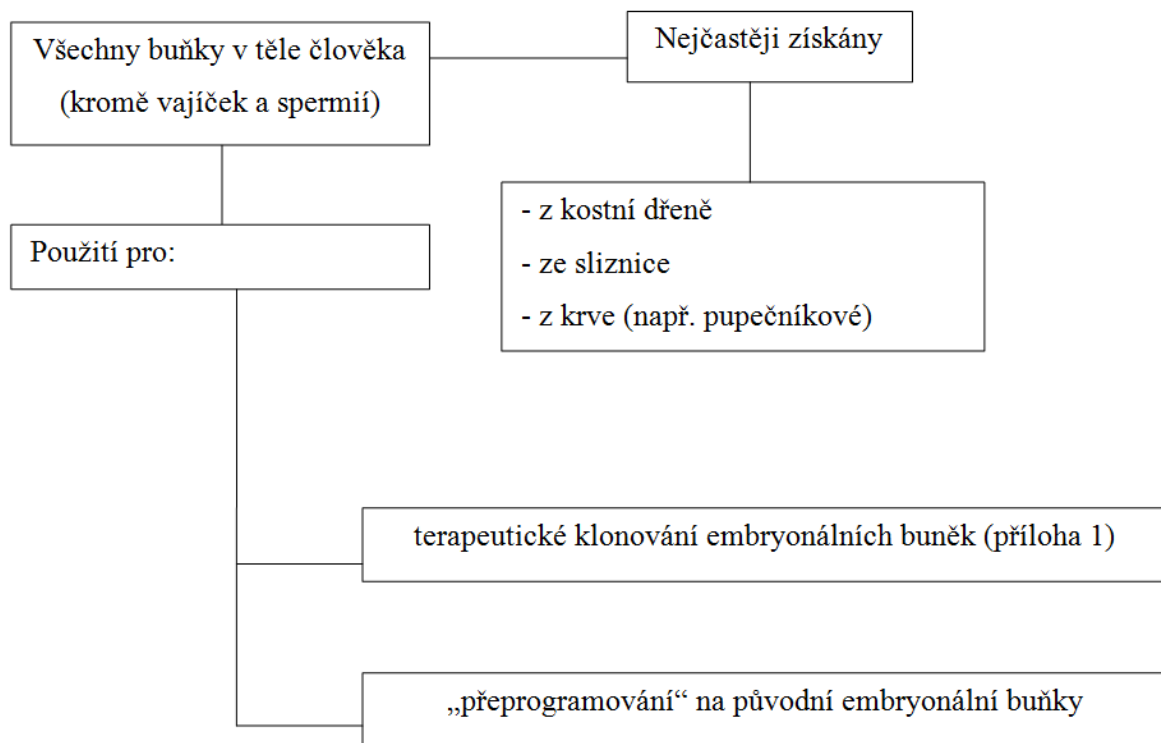 Všechny buňky v těle člověka
(kromě vajíček a spermií)
Nejčastěji získány
- z kostní dřeně
- ze sliznice
- z krve (např. pupečníkové)
Použití pro:
terapeutické klonování embryonálních buněk (příloha 1)
„přeprogramování“ na původní embryonální buňky